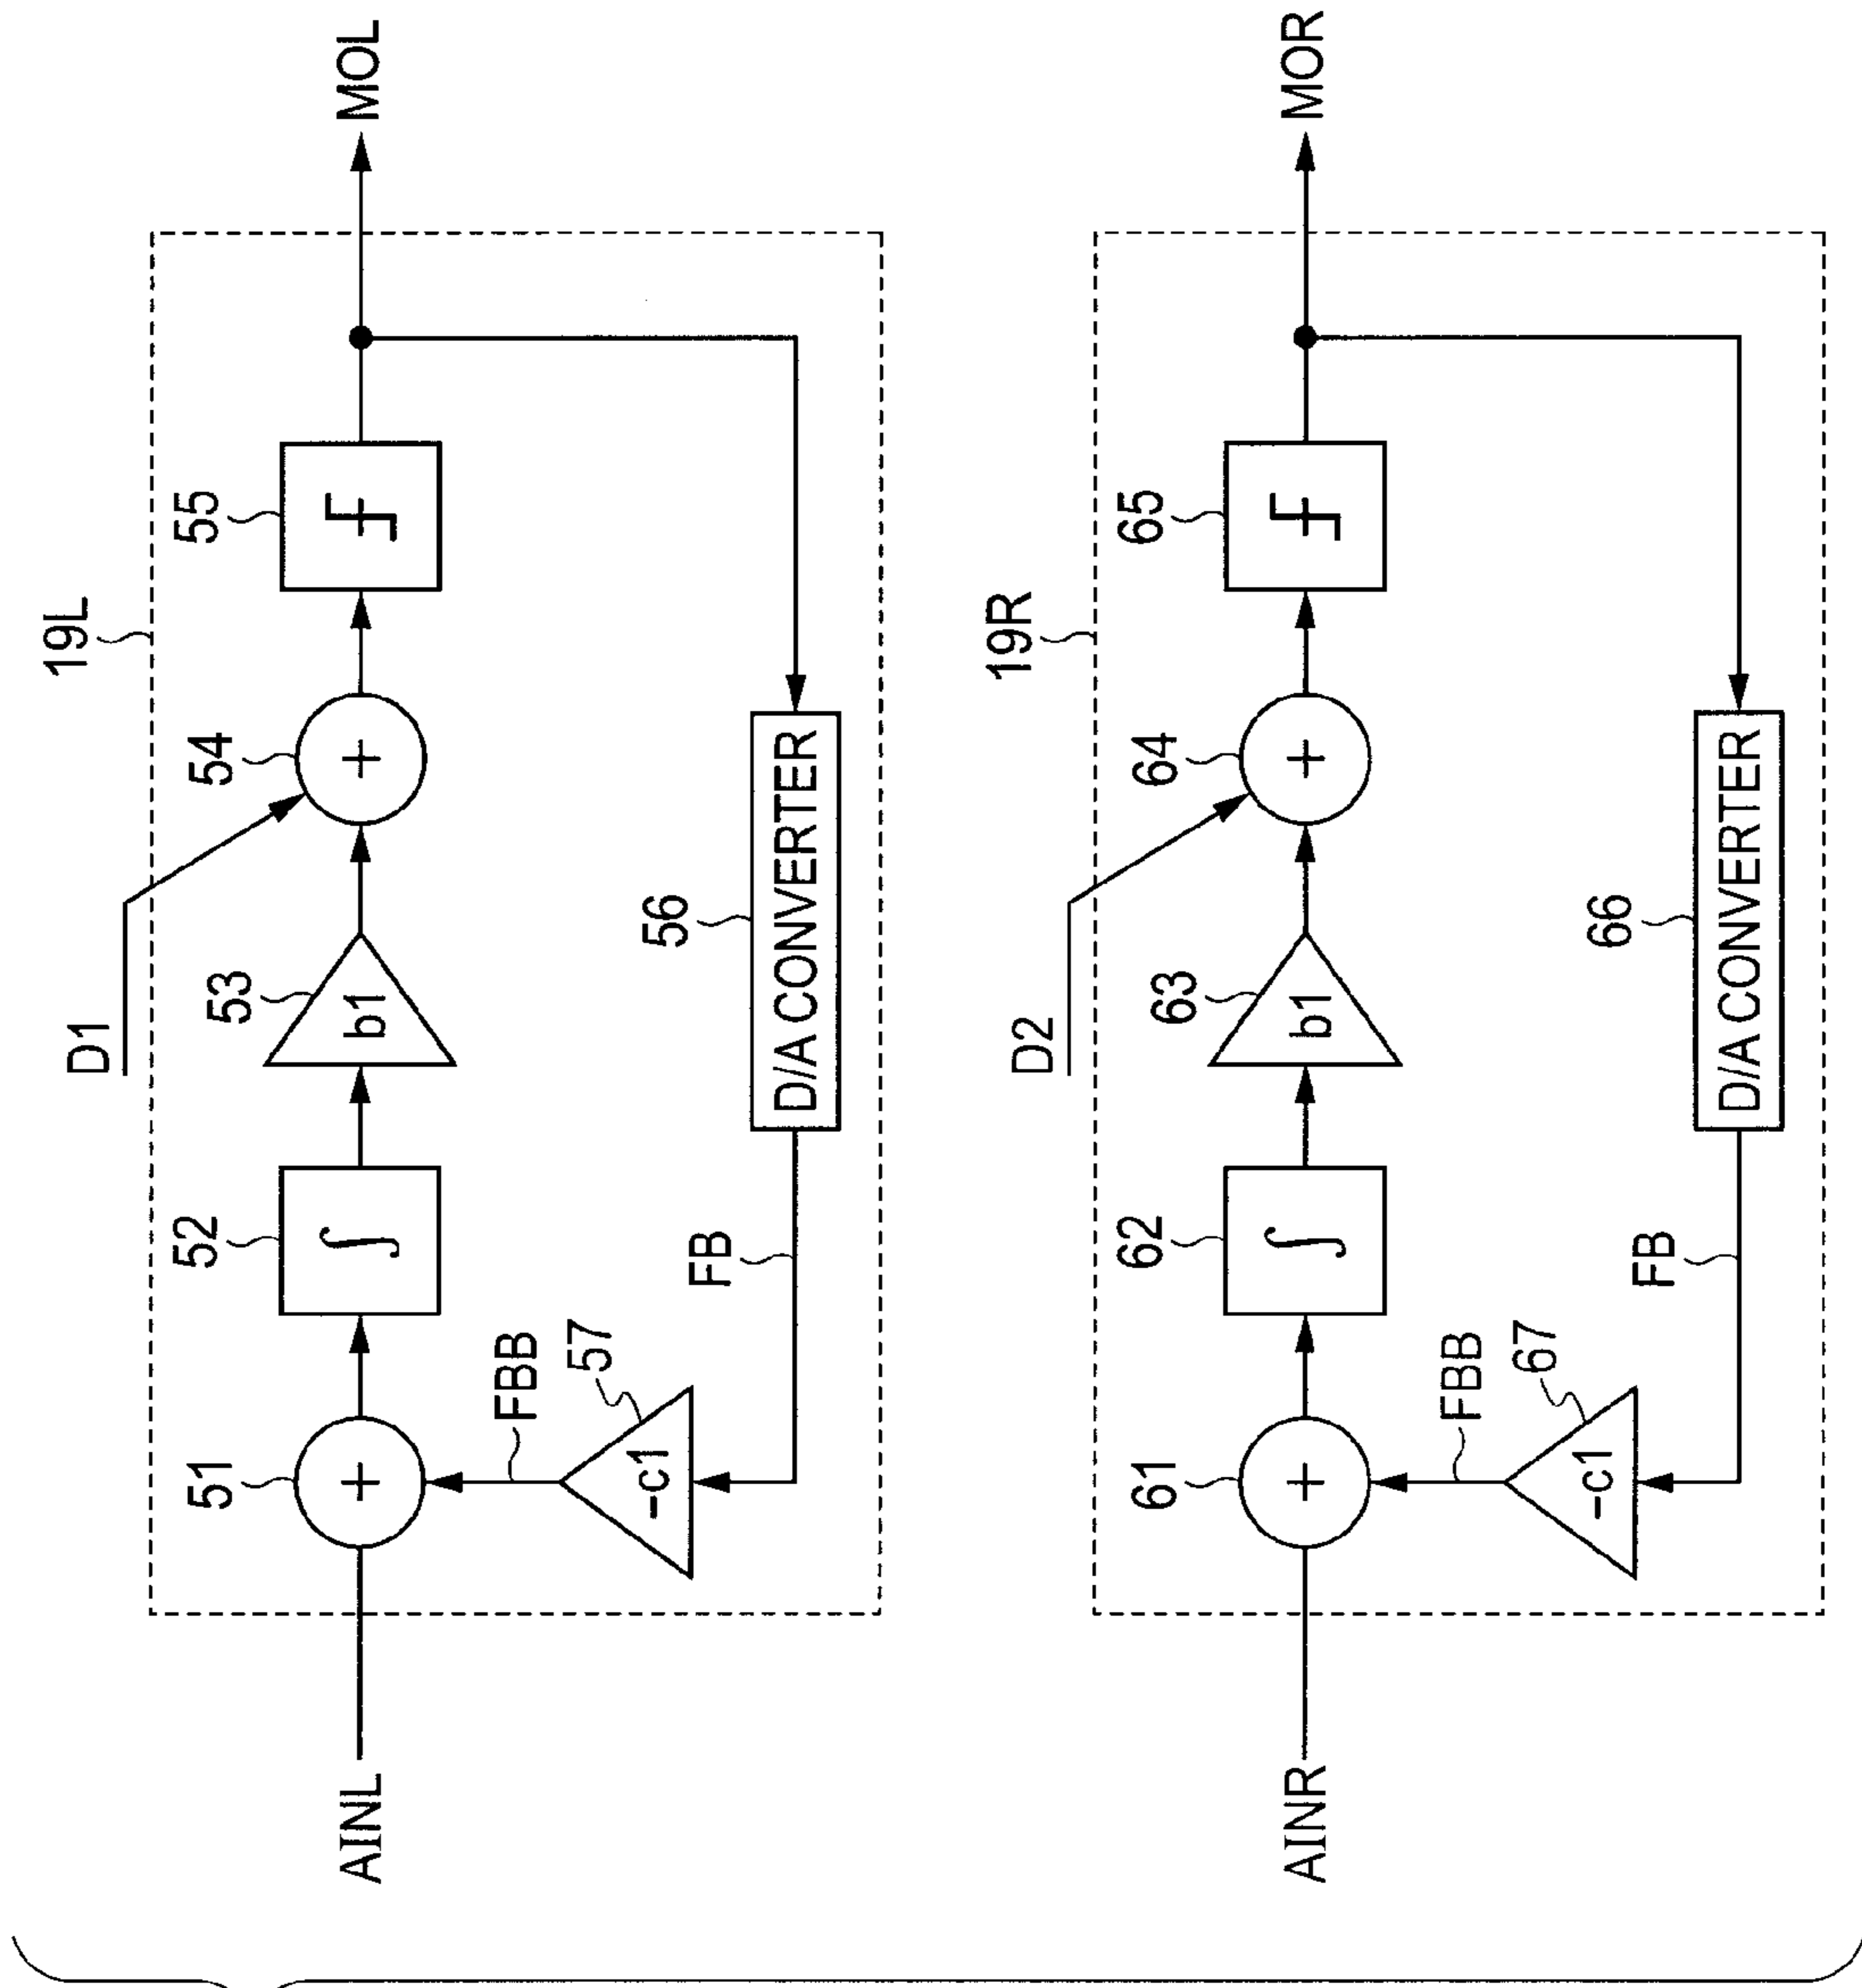 19L
D1
51
52
53
b1
54
55
AINL
MOL
FBB
57
-c1
FB
56
D/A CONVERTER
19R
D2
61
62
63
b1
64
65
AINR
MOR
FBB
67
-c1
FB
66
D/A CONVERTER